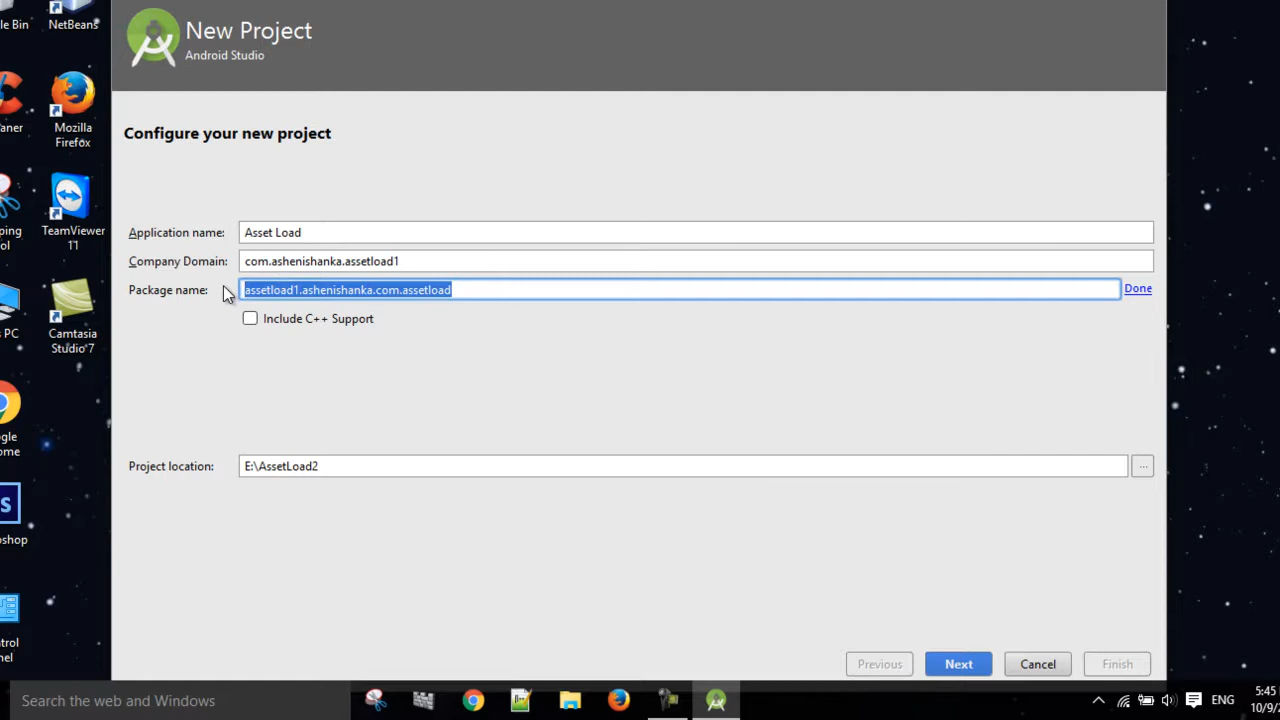 le Bin
NetBeans
New Project
Android Studio
aner
Mozilla
Firefox
Configure your new project
ping
ol
TeamViewer
11
Application name:
Asset Load
Company Domain:
com.ashenishanka.assetload1
Package name:
assetload1.ashenishanka.com.assetload
Done
Include C++ Support
s PC
Camtasia
Studio 7
gle
ome
Project location:
E:\AssetLoad2
...
s
oshop
trol
nel
Previous
Next
Cancel
Finish
Search the web and Windows
ENG
5:45
10/9/2